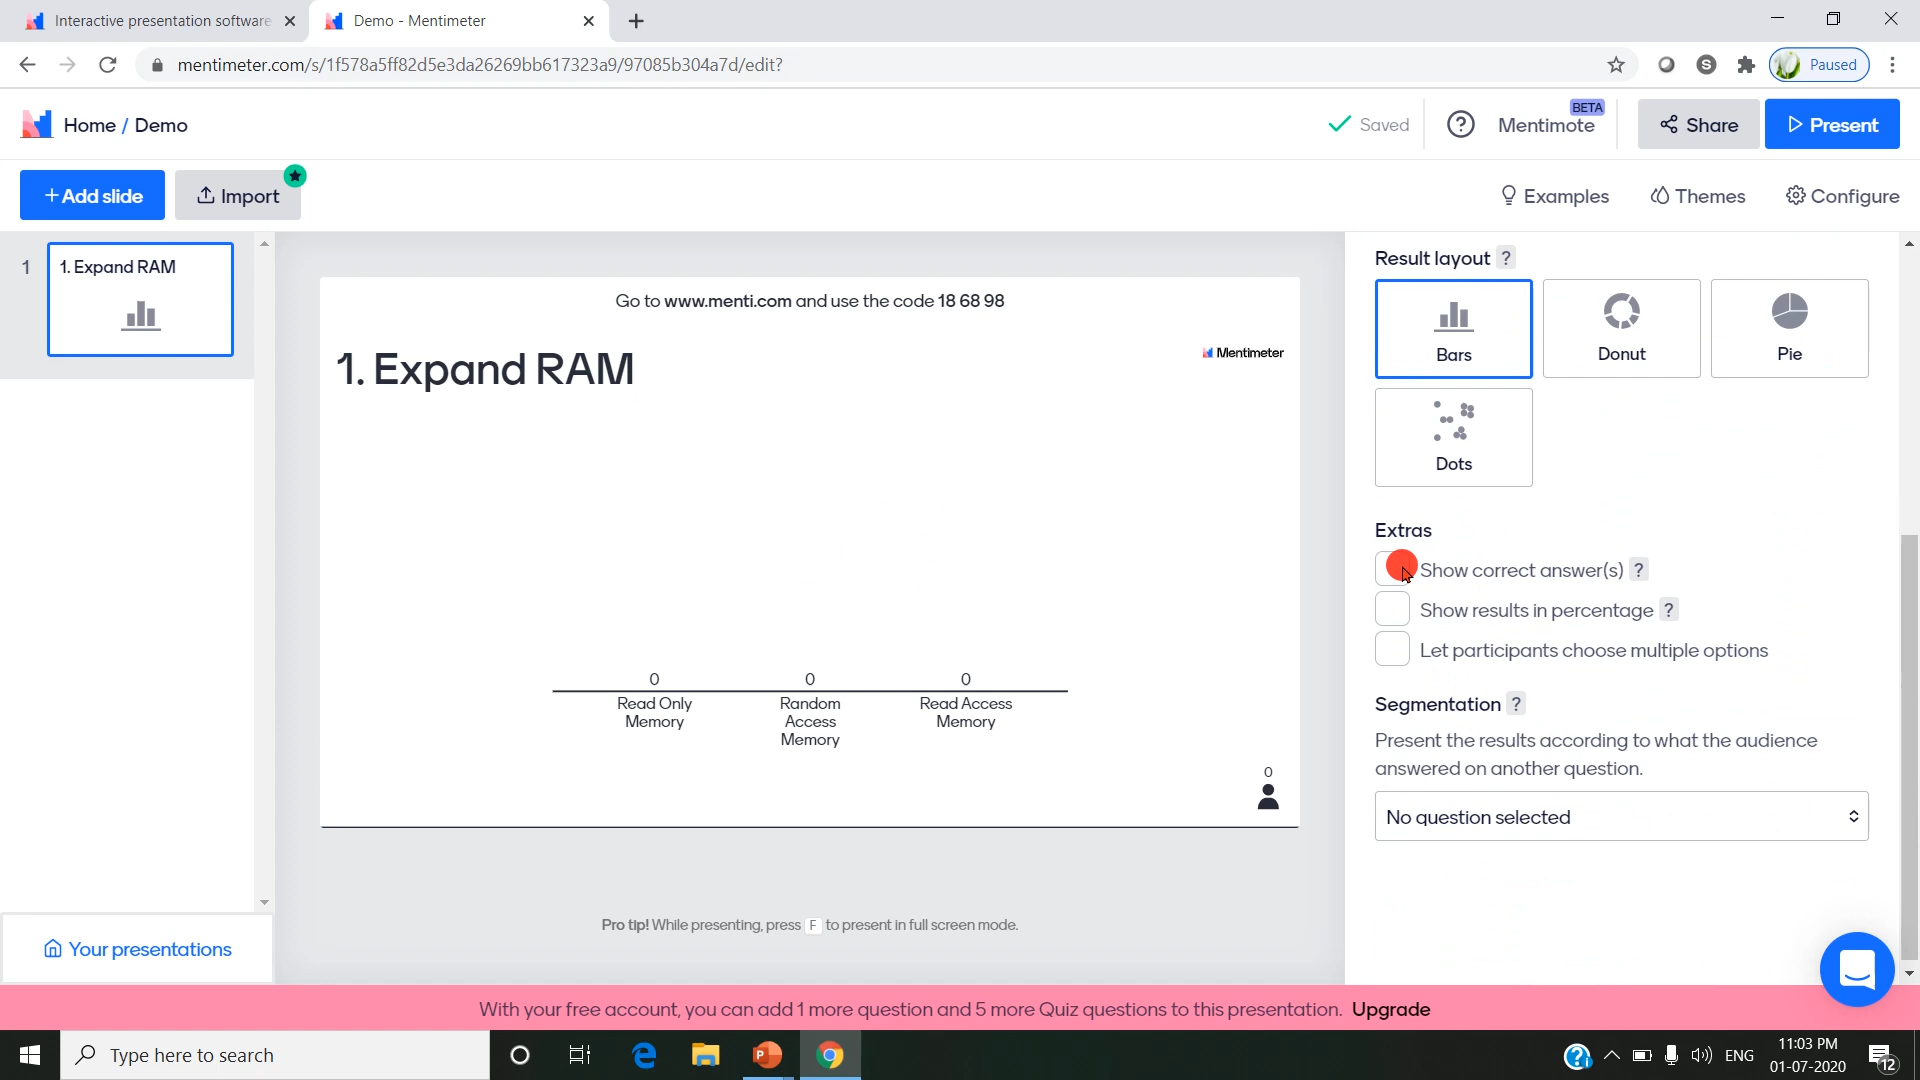 Interactive presentation software
Demo - Mentimeter
mentimeter.com/s/1f578a5ff82d5e3da26269bb617323a9/97085b304a7d/edit?
S
Paused
Home / Demo
Saved
?
Mentimote
BETA
Share
Present
+Add slide
Import
Examples
Themes
Configure
1
1. Expand RAM
Go to www.menti.com and use the code 18 68 98
1. Expand RAM
Mentimeter
0
0
0
Read Only
Memory
Random
Access
Memory
Read Access
Memory
0
Pro tip! While presenting, press F to present in full screen mode.
Result layout ?
Bars
Donut
Pie
Dots
Extras
Show correct answer(s) ?
Show results in percentage ?
Let participants choose multiple options
Segmentation ?
Present the results according to what the audience
answered on another question.
No question selected
Your presentations
With your free account, you can add 1 more question and 5 more Quiz questions to this presentation. Upgrade
Type here to search
ENG
11:03 PM
01-07-2020
12